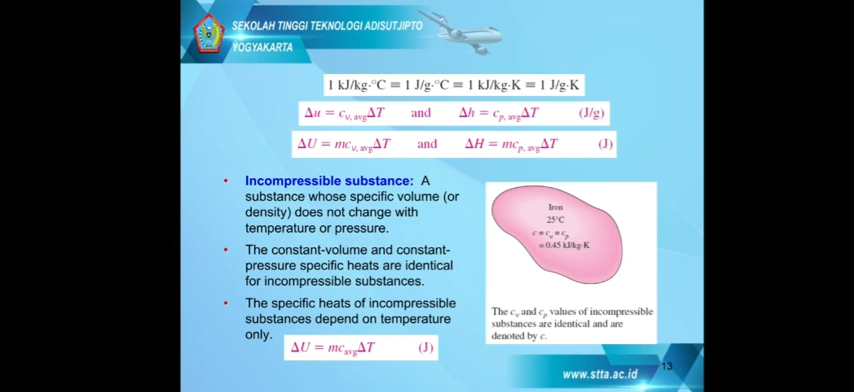 SEKOLAH TINGGI TEKNOLOGI ADISUTJIPTO
YOGYAKARTA
1 kJ/kg·°C ≡ 1 J/g·°C ≡ 1 kJ/kg·K ≡ 1 J/g·K
Δu = cv, avgΔT and Δh = cp, avgΔT (J/g)
ΔU = mcv, avgΔT and ΔH = mcp, avgΔT (J)
• Incompressible substance: A
substance whose specific volume (or
density) does not change with
temperature or pressure.
• The constant-volume and constant-
pressure specific heats are identical
for incompressible substances.
• The specific heats of incompressible
substances depend on temperature
only.
ΔU = mcavgΔT (J)
Iron
25°C
c = cv = cp
= 0.45 kJ/kg·K
The cv and cp values of incompressible
substances are identical and are
denoted by c.
13
www.stta.ac.id